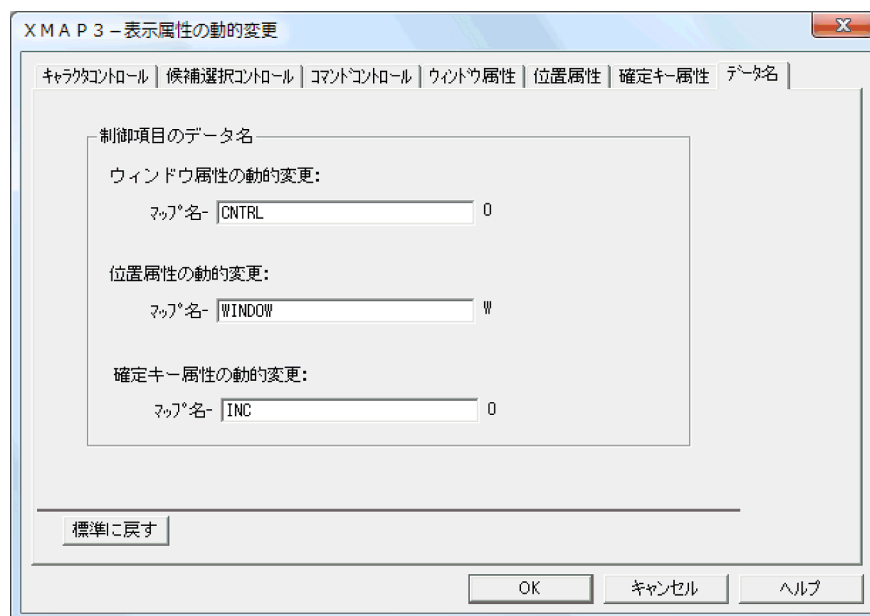 XMAP3－表示属性の動的変更
ｷｬﾗｸﾀｺﾝﾄﾛｰﾙ 候補選択ｺﾝﾄﾛｰﾙ ｺﾏﾝﾄﾞｺﾝﾄﾛｰﾙ ｳｨﾝﾄﾞｳ属性 位置属性 確定キー属性 ﾃﾞｰﾀ名
制御項目のデータ名
ウィンドウ属性の動的変更:
ﾏｯﾌﾟ名- CNTRL O
位置属性の動的変更:
ﾏｯﾌﾟ名- WINDOW W
確定キー属性の動的変更:
ﾏｯﾌﾟ名- INC O
標準に戻す
OK キャンセル ヘルプ